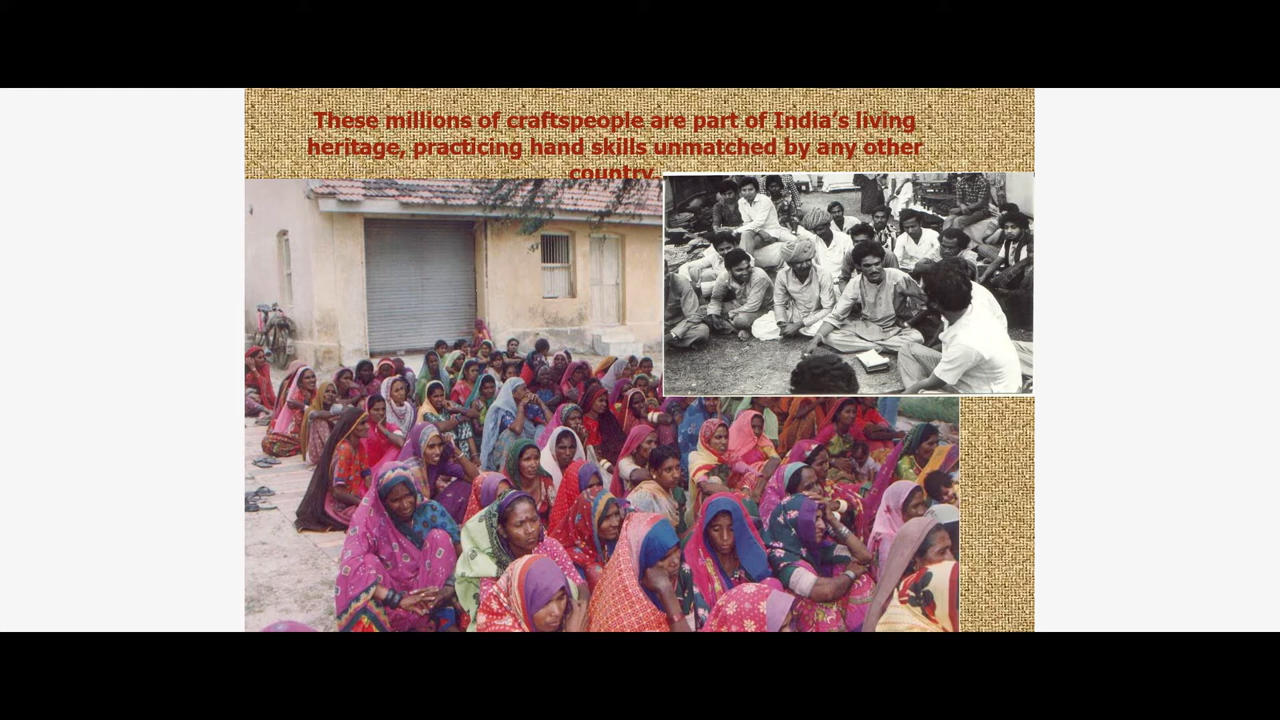 These millions of craftspeople are part of India's living
heritage, practicing hand skills unmatched by any other
country.